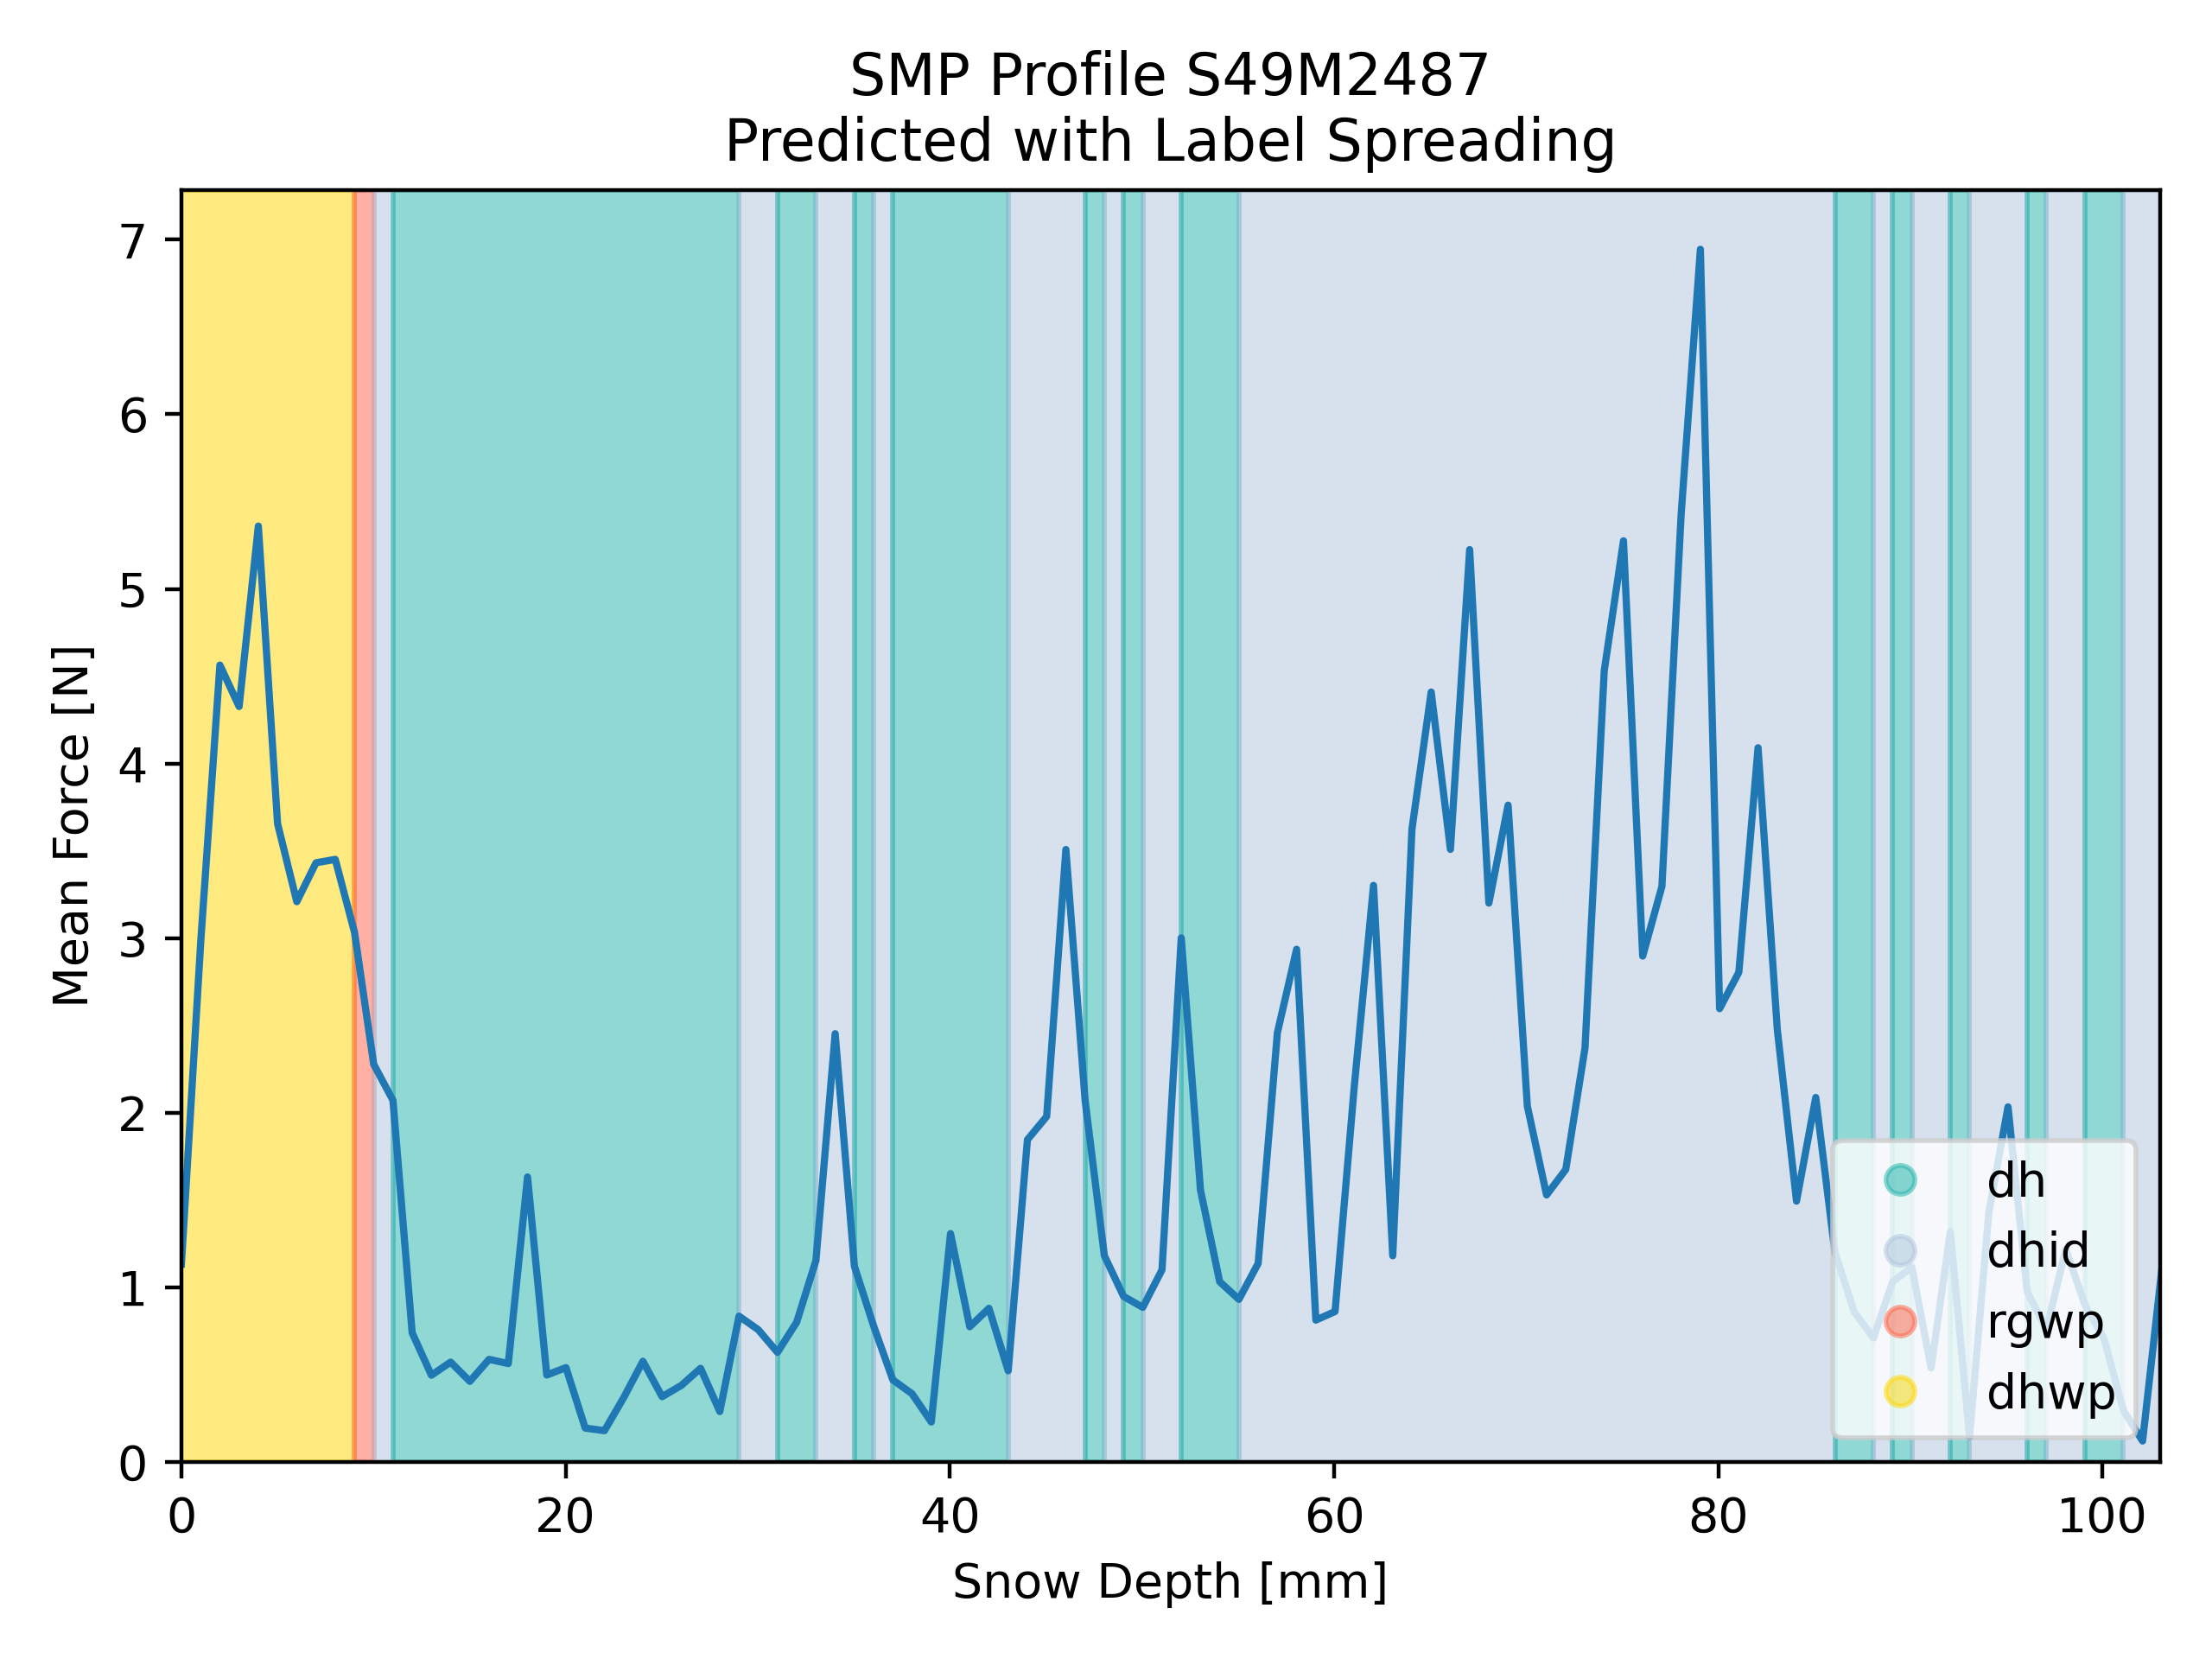 SMP Profile S49M2487
Predicted with Label Spreading
Mean Force [N]
7
6
5
4
3
2
1
0
dh
dhid
rgwp
dhwp
0 20 40 60 80 100
Snow Depth [mm]